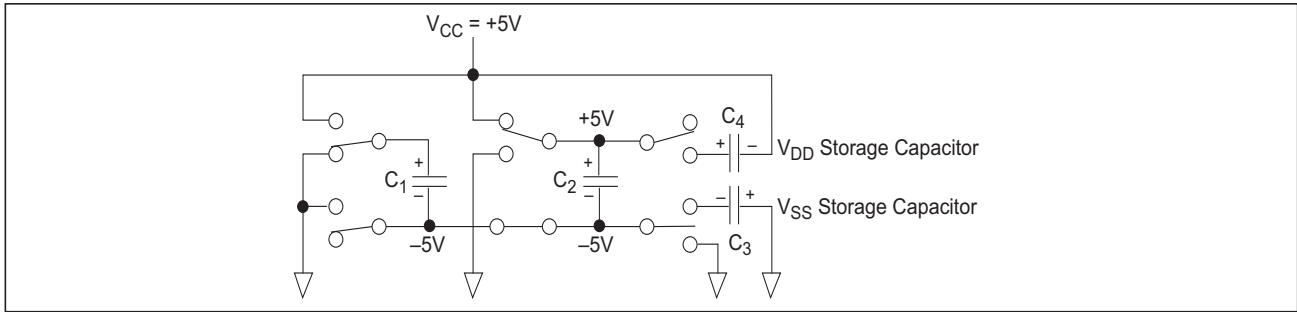 VCC = +5V
+5V
C4
+
+ –
VDD Storage Capacitor
+
C1
–
C2
–
– +
VSS Storage Capacitor
–5V
–5V
C3